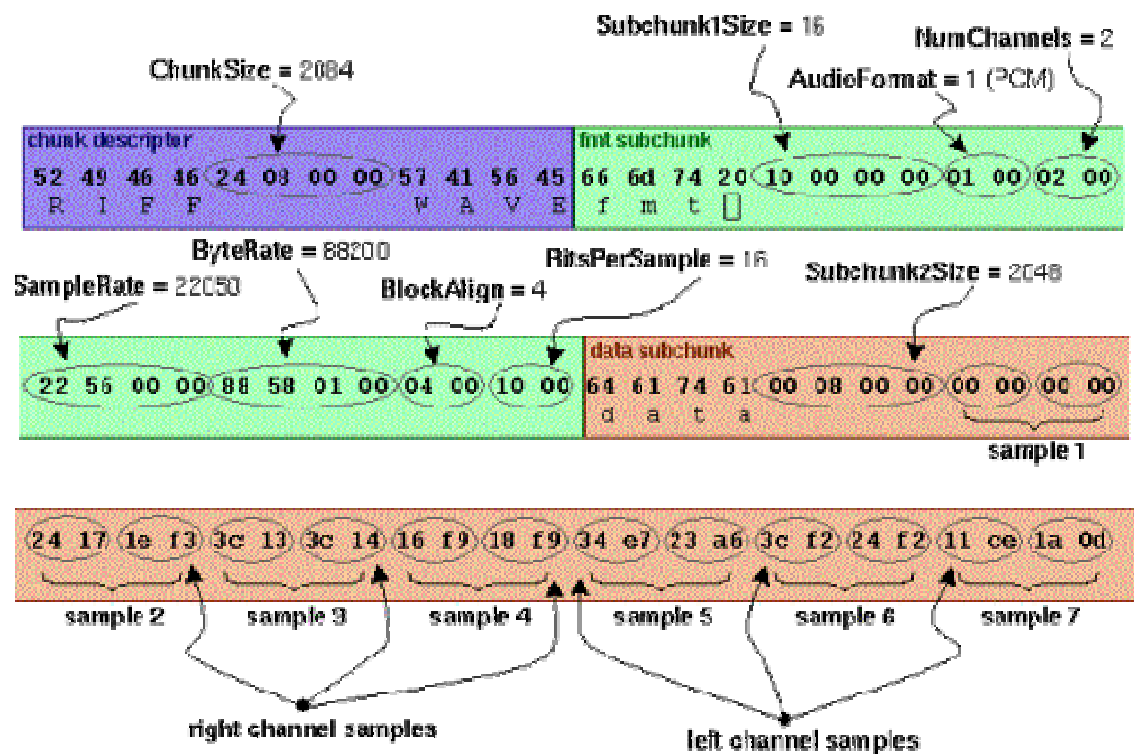 Subchunk1Size = 16
NumChannels = 2
ChunkSize = 2084
AudioFormat = 1 (PCM)
chunk descriptor
fmt subchunk
52 49 46 46 24 08 00 00 57 41 56 45 66 6d 74 20 10 00 00 00 01 00 02 00
R I F F W A V E f m t
ByteRate = 88200
BitsPerSample = 16
SampleRate = 22050
BlockAlign = 4
Subchunk2Size = 2048
data subchunk
22 56 00 00 88 58 01 00 04 00 10 00 64 61 74 61 00 08 00 00 00 00 00 00
d a t a
sample 1
24 17 1e f3 3c 13 3c 14 16 f9 18 f9 34 e7 23 a6 3c f2 24 f2 11 ce 1a 0d
sample 2 sample 3 sample 4 sample 5 sample 6 sample 7
right channel samples
left channel samples